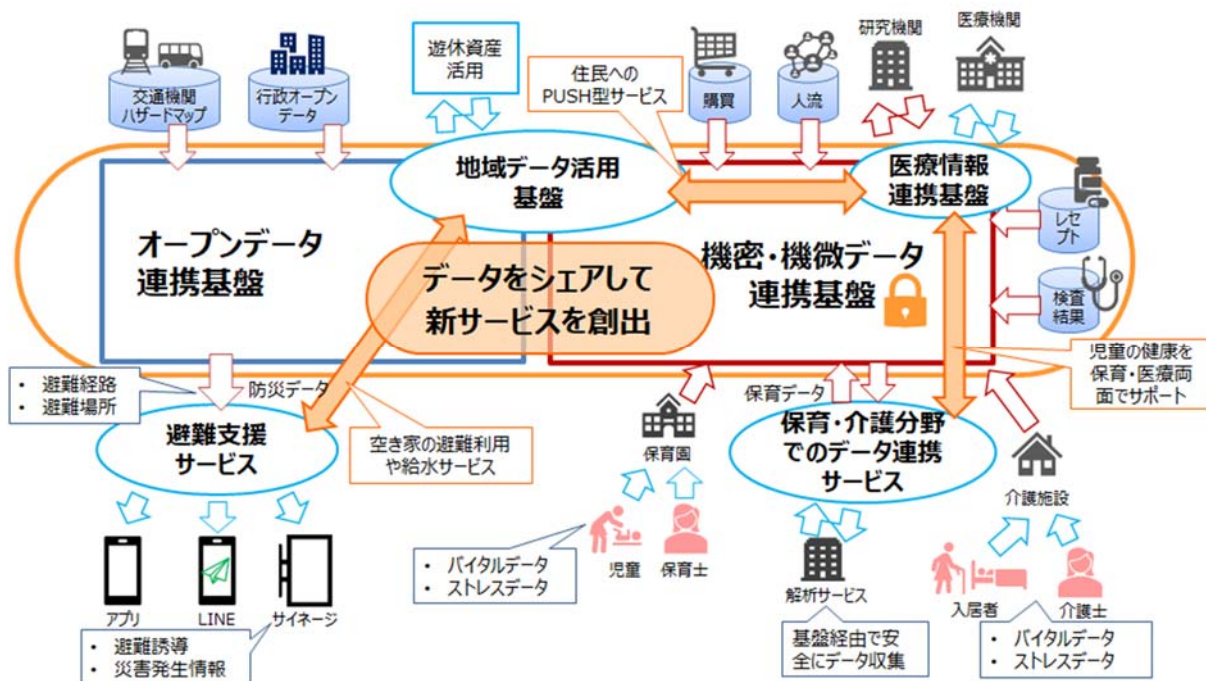 交通機関
ハザードマップ
行政オープン
データ
遊休資産
活用
住民への
PUSH型サービス
購買
人流
研究機関
医療機関
地域データ活用
基盤
医療情報
連携基盤
オープンデータ
連携基盤
データをシェアして
新サービスを創出
機密・機微データ
連携基盤
レセ
プト
検査
結果
児童の健康を
保育・医療両
面でサポート
• 避難経路
• 避難場所
防災データ
避難支援
サービス
空き家の避難利用
や給水サービス
保育園
保育データ
保育・介護分野
でのデータ連携
サービス
介護施設
• バイタルデータ
• ストレスデータ
児童
保育士
解析サービス
入居者
介護士
アプリ
LINE
サイネージ
• 避難誘導
• 災害発生情報
基盤経由で安
全にデータ収集
• バイタルデータ
• ストレスデータ